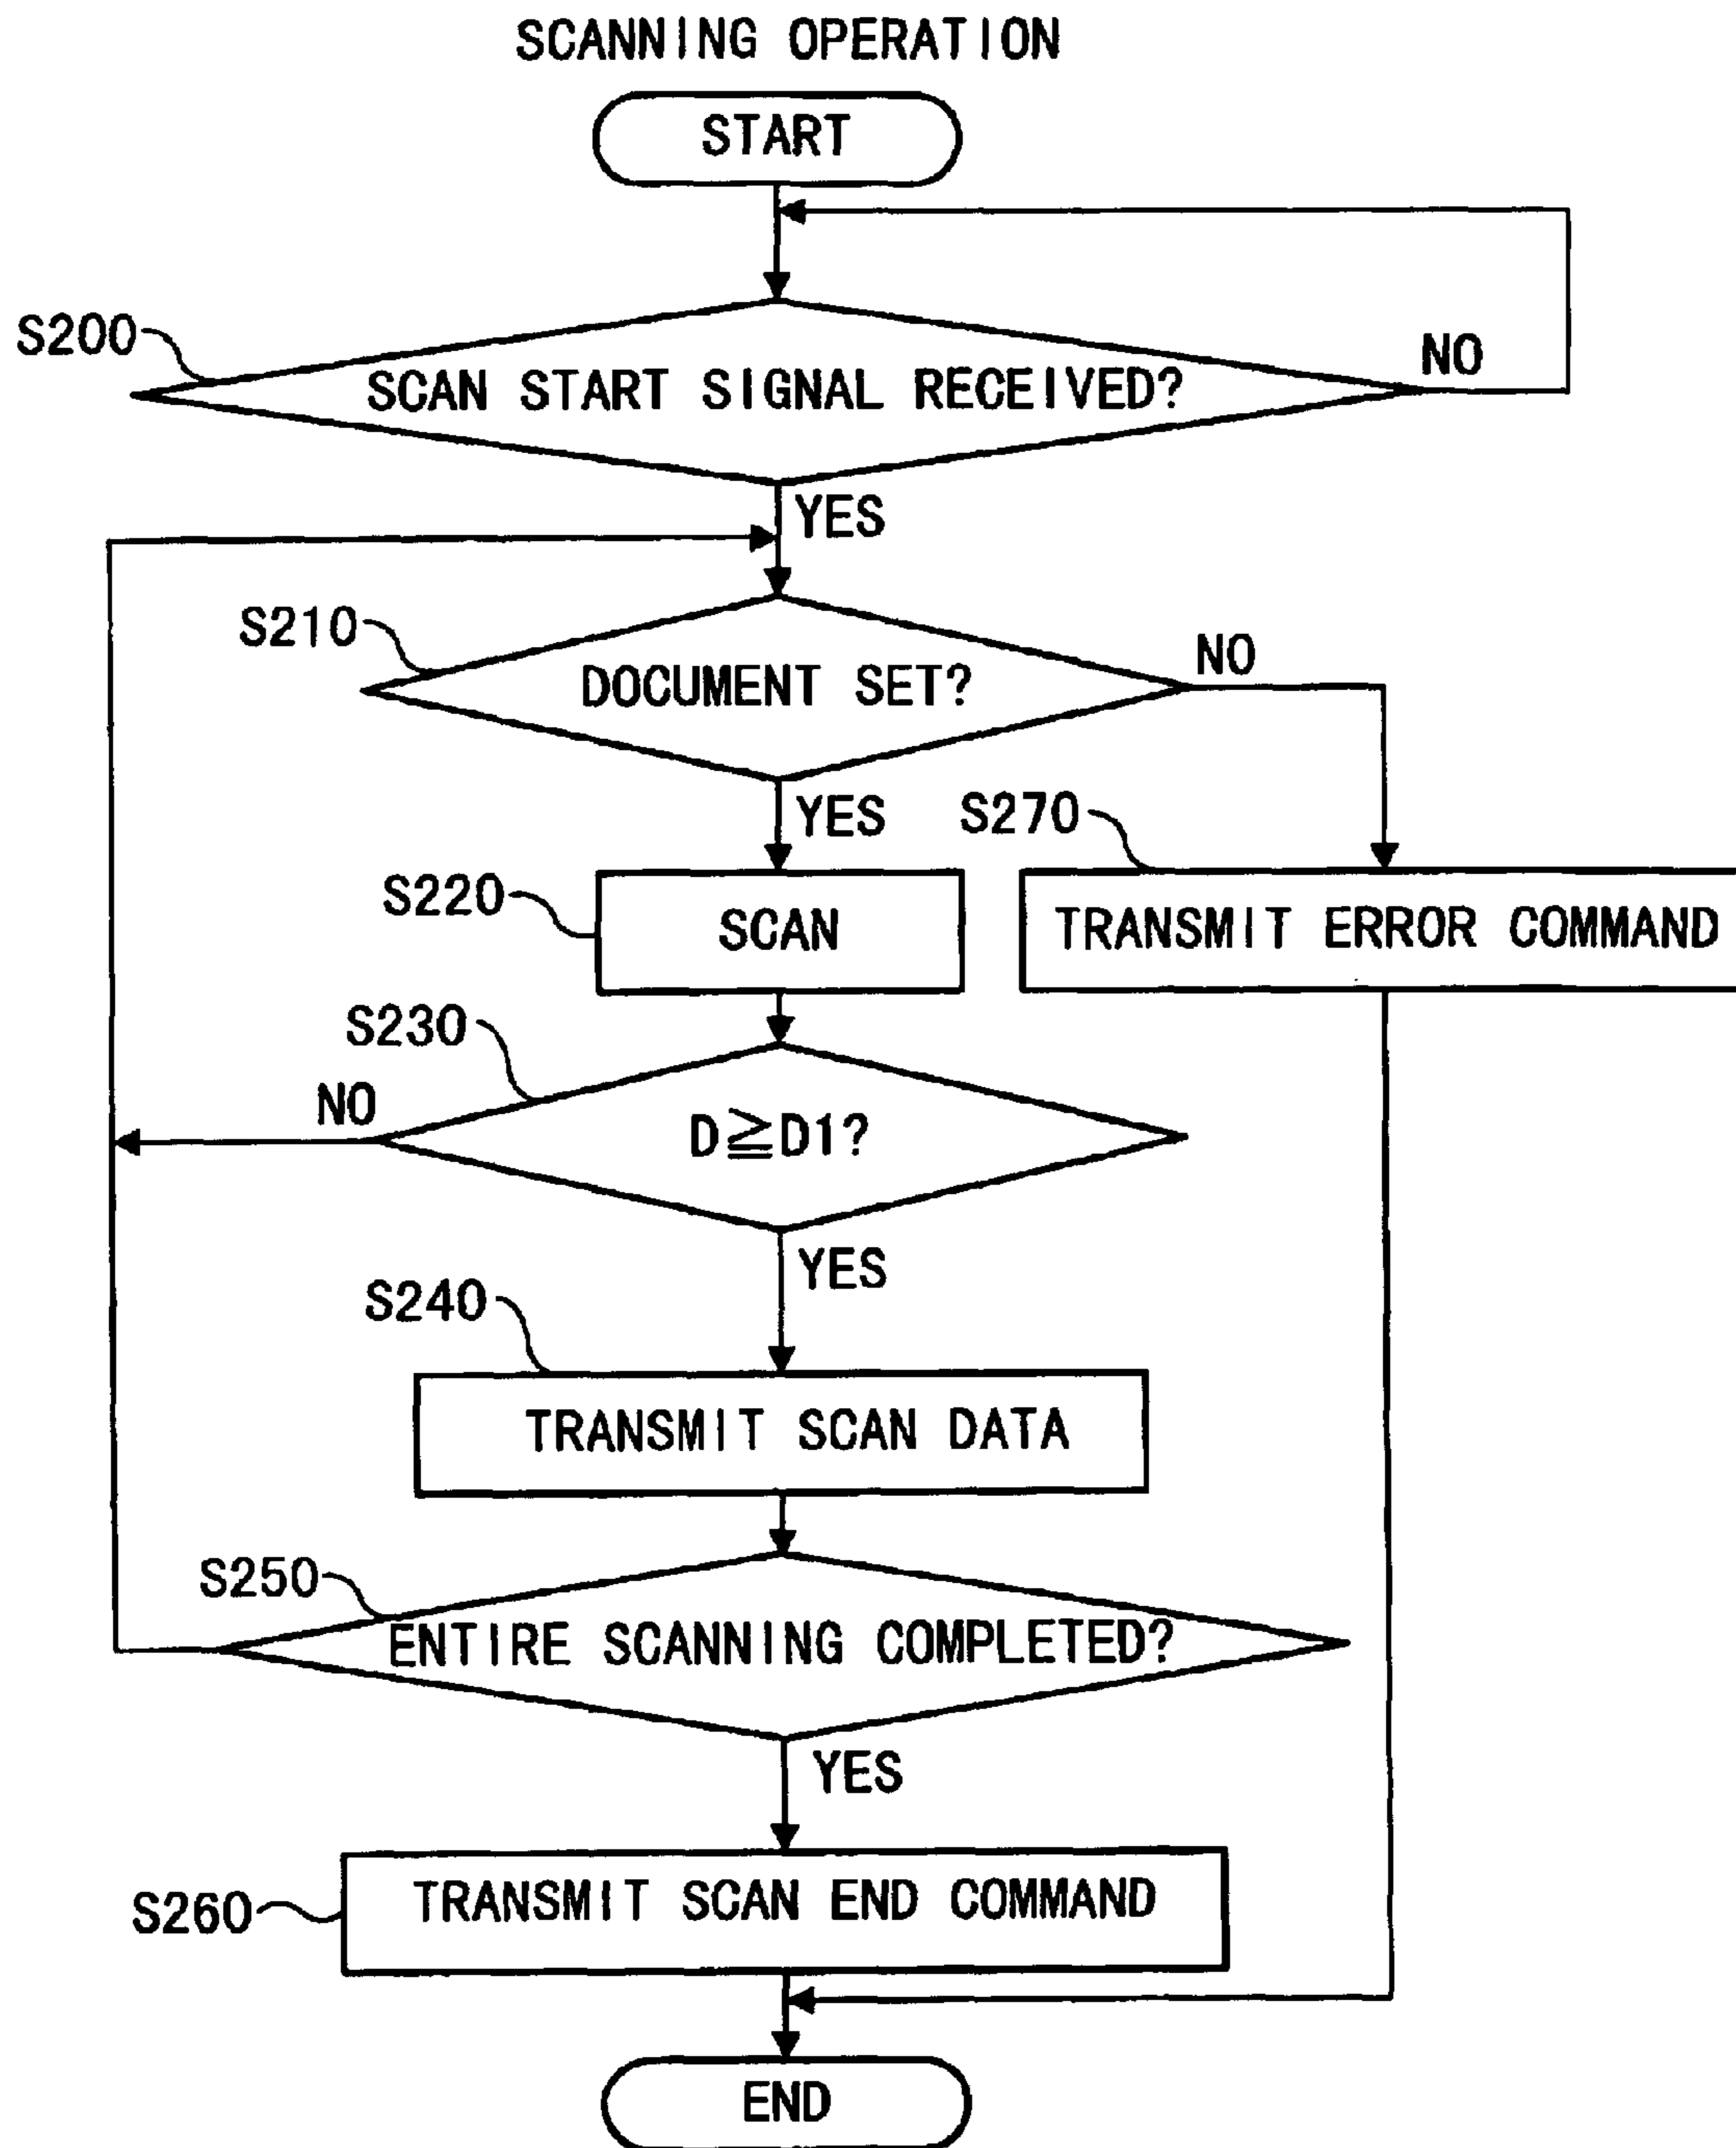 SCANNING OPERATION
START
S200
SCAN START SIGNAL RECEIVED?
NO
YES
S210
DOCUMENT SET?
NO
YES
S270
S220
SCAN
TRANSMIT ERROR COMMAND
S230
NO
D≧D1?
YES
S240
TRANSMIT SCAN DATA
S250
ENTIRE SCANNING COMPLETED?
YES
S260
TRANSMIT SCAN END COMMAND
END